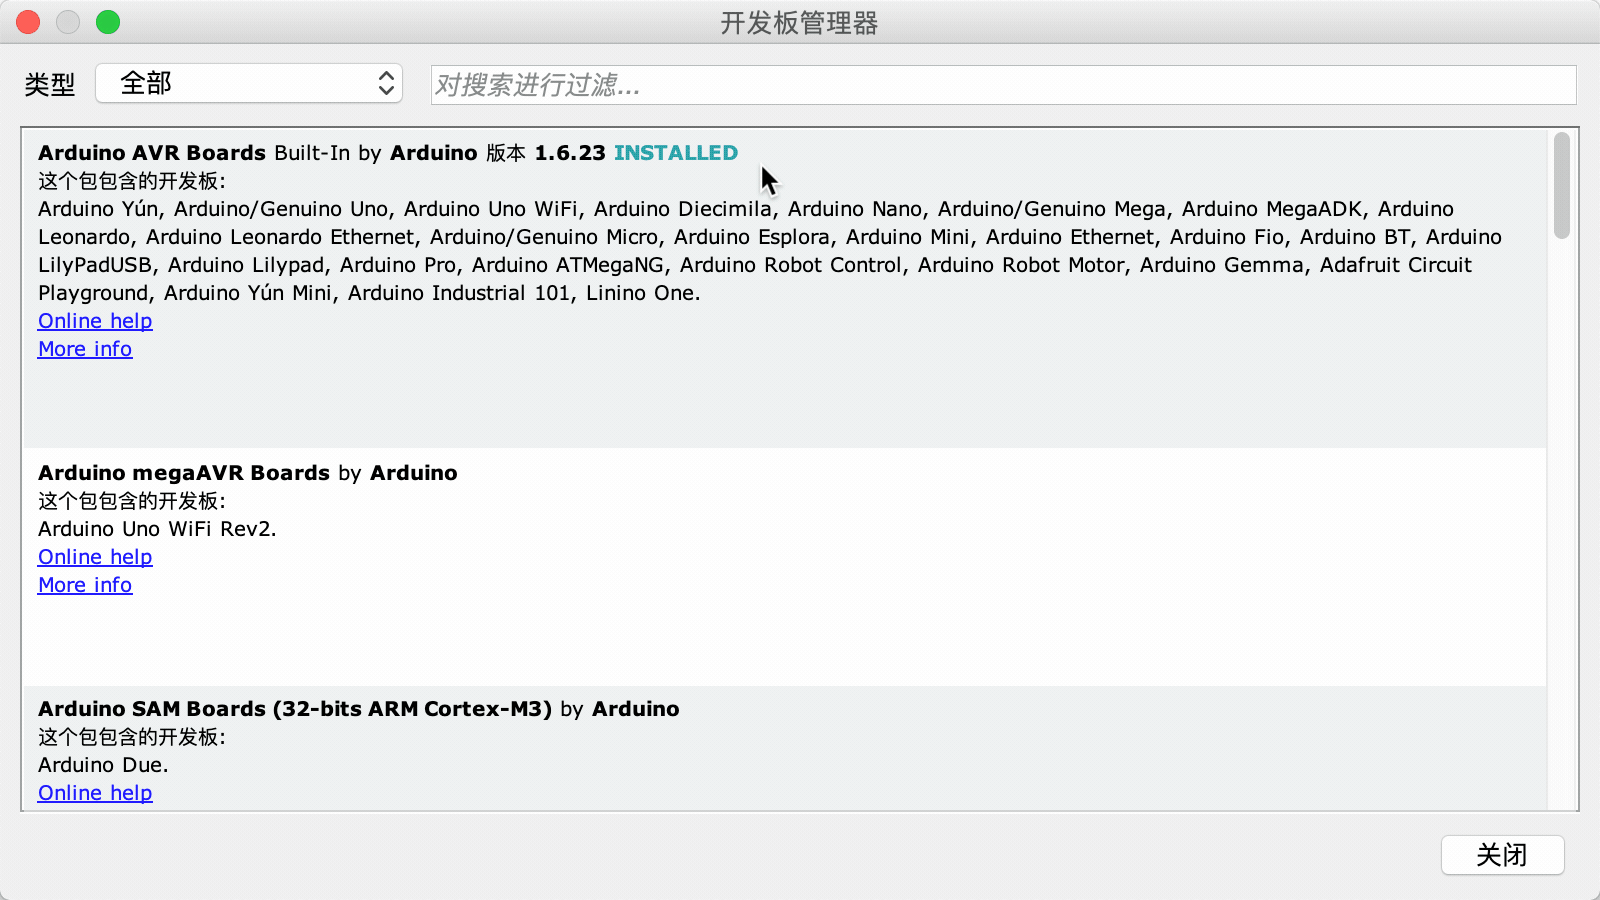 开发板管理器
类型 全部 对搜索进行过滤...
Arduino AVR Boards Built-In by Arduino 版本 1.6.23 INSTALLED
这个包包含的开发板:
Arduino Yún, Arduino/Genuino Uno, Arduino Uno WiFi, Arduino Diecimila, Arduino Nano, Arduino/Genuino Mega, Arduino MegaADK, Arduino
Leonardo, Arduino Leonardo Ethernet, Arduino/Genuino Micro, Arduino Esplora, Arduino Mini, Arduino Ethernet, Arduino Fio, Arduino BT, Arduino
LilyPadUSB, Arduino Lilypad, Arduino Pro, Arduino ATMegaNG, Arduino Robot Control, Arduino Robot Motor, Arduino Gemma, Adafruit Circuit
Playground, Arduino Yún Mini, Arduino Industrial 101, Linino One.
Online help
More info
Arduino megaAVR Boards by Arduino
这个包包含的开发板:
Arduino Uno WiFi Rev2.
Online help
More info
Arduino SAM Boards (32-bits ARM Cortex-M3) by Arduino
这个包包含的开发板:
Arduino Due.
Online help
关闭